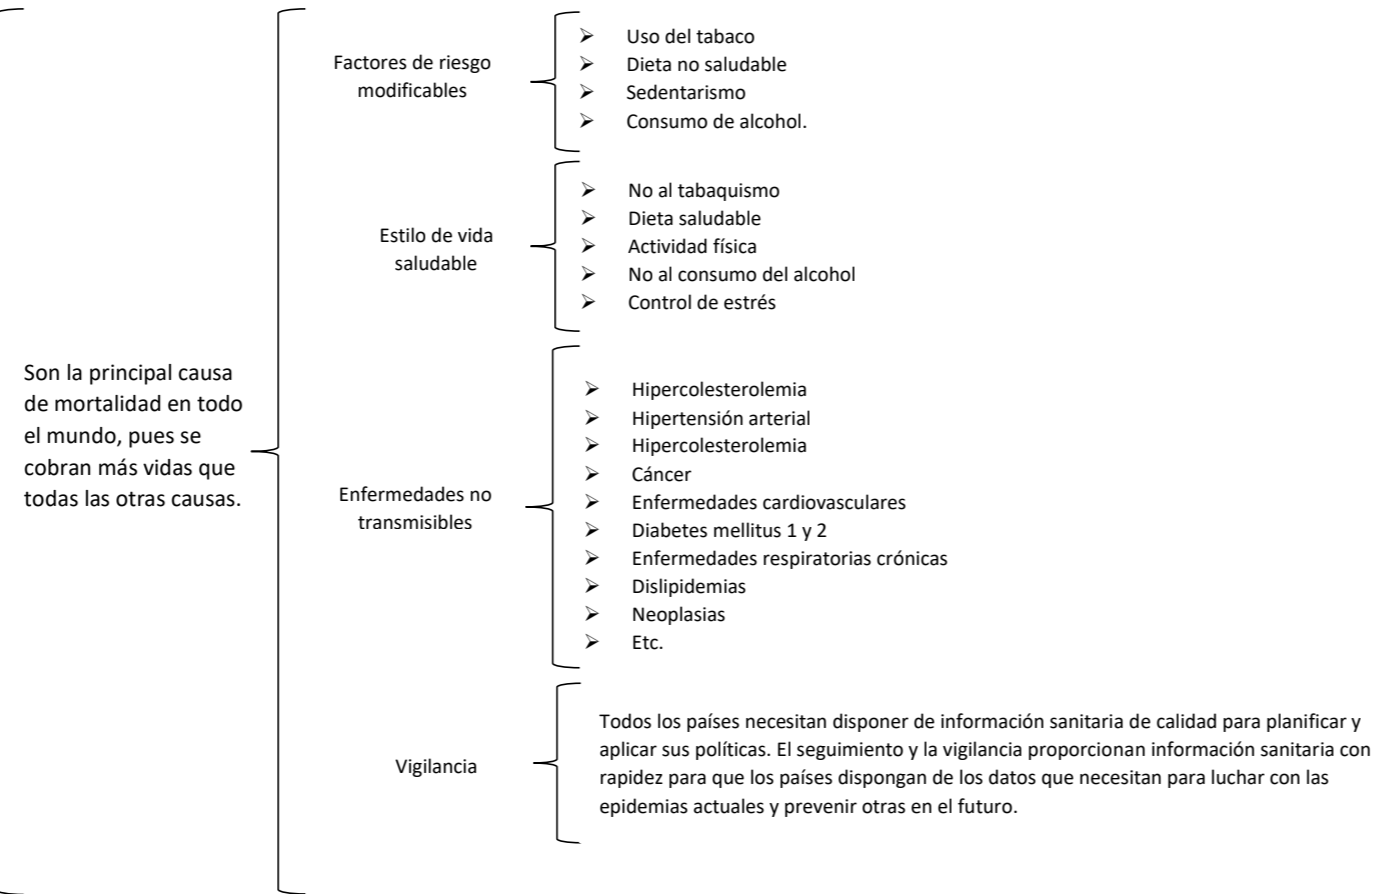 Son la principal causa
de mortalidad en todo
el mundo, pues se
cobran más vidas que
todas las otras causas.
Factores de riesgo
modificables
Uso del tabaco
Dieta no saludable
Sedentarismo
Consumo de alcohol.
Estilo de vida
saludable
No al tabaquismo
Dieta saludable
Actividad física
No al consumo del alcohol
Control de estrés
Enfermedades no
transmisibles
Hipercolesterolemia
Hipertensión arterial
Hipercolesterolemia
Cáncer
Enfermedades cardiovasculares
Diabetes mellitus 1 y 2
Enfermedades respiratorias crónicas
Dislipidemias
Neoplasias
Etc.
Vigilancia
Todos los países necesitan disponer de información sanitaria de calidad para planificar y
aplicar sus políticas. El seguimiento y la vigilancia proporcionan información sanitaria con
rapidez para que los países dispongan de los datos que necesitan para luchar con las
epidemias actuales y prevenir otras en el futuro.